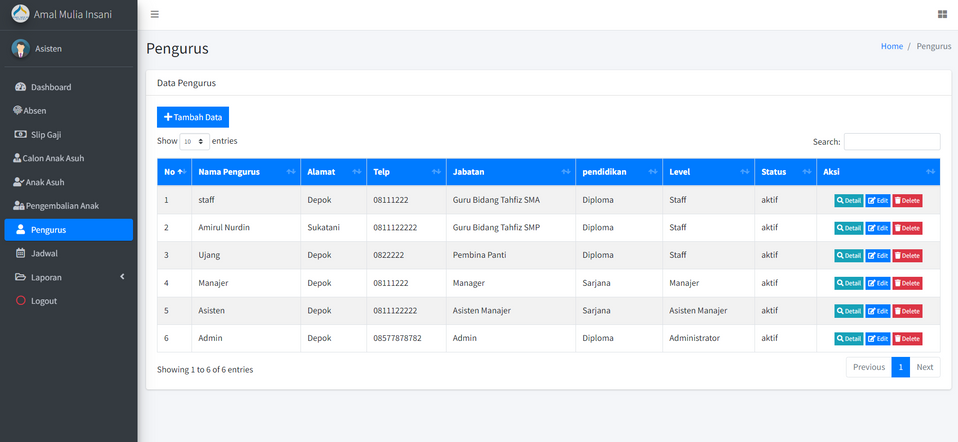 Amal Mulia Insani
Asisten
Dashboard
Absen
Slip Gaji
Calon Anak Asuh
Anak Asuh
Pengembalian Anak
Pengurus
Jadwal
Laporan
Logout
Pengurus
Home / Pengurus
Data Pengurus
Tambah Data
Show 10 entries
Search:
No Nama Pengurus Alamat Telp Jabatan pendidikan Level Status Aksi
1 staff Depok 08111222 Guru Bidang Tahfiz SMA Diploma Staff aktif Detail Edit Delete
2 Amirul Nurdin Sukatani 0811122222 Guru Bidang Tahfiz SMP Diploma Staff aktif Detail Edit Delete
3 Ujang Depok 0822222 Pembina Panti Diploma Staff aktif Detail Edit Delete
4 Manajer Depok 08111222 Manager Sarjana Manajer aktif Detail Edit Delete
5 Asisten Depok 0811122222 Asisten Manajer Sarjana Asisten Manajer aktif Detail Edit Delete
6 Admin Depok 08577878782 Admin Diploma Administrator aktif Detail Edit Delete
Showing 1 to 6 of 6 entries
Previous 1 Next